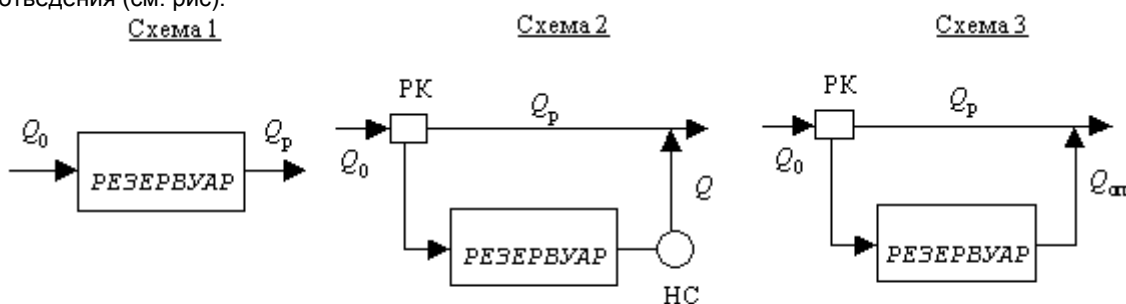 отведения (см. рис).
Схема 1
Q₀
Qр
РЕЗЕРВУАР
Схема 2
РК
Qр
Q₀
Q
РЕЗЕРВУАР
НС
Схема 3
РК
Qр
Q₀
Qоп
РЕЗЕРВУАР